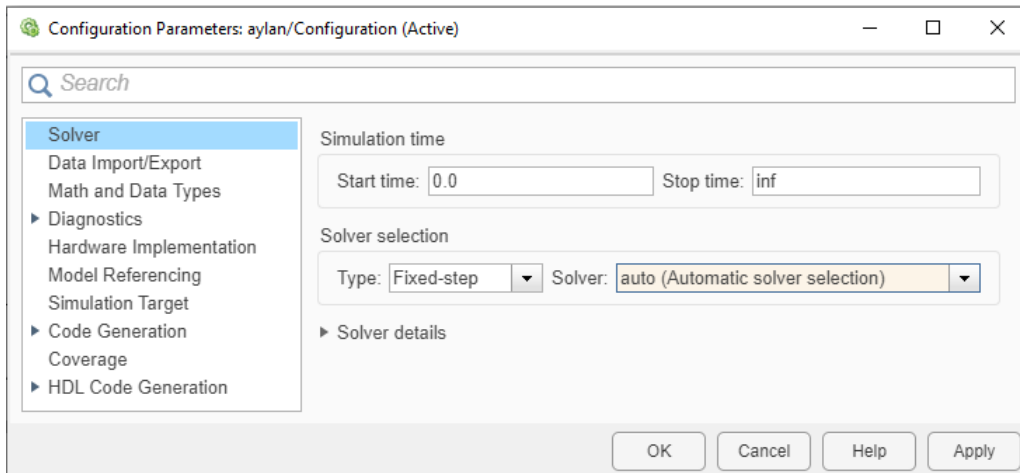 Configuration Parameters: aylan/Configuration (Active)
Search
Solver
Data Import/Export
Math and Data Types
Diagnostics
Hardware Implementation
Model Referencing
Simulation Target
Code Generation
Coverage
HDL Code Generation
Simulation time
Start time: 0.0 Stop time: inf
Solver selection
Type: Fixed-step Solver: auto (Automatic solver selection)
Solver details
OK Cancel Help Apply